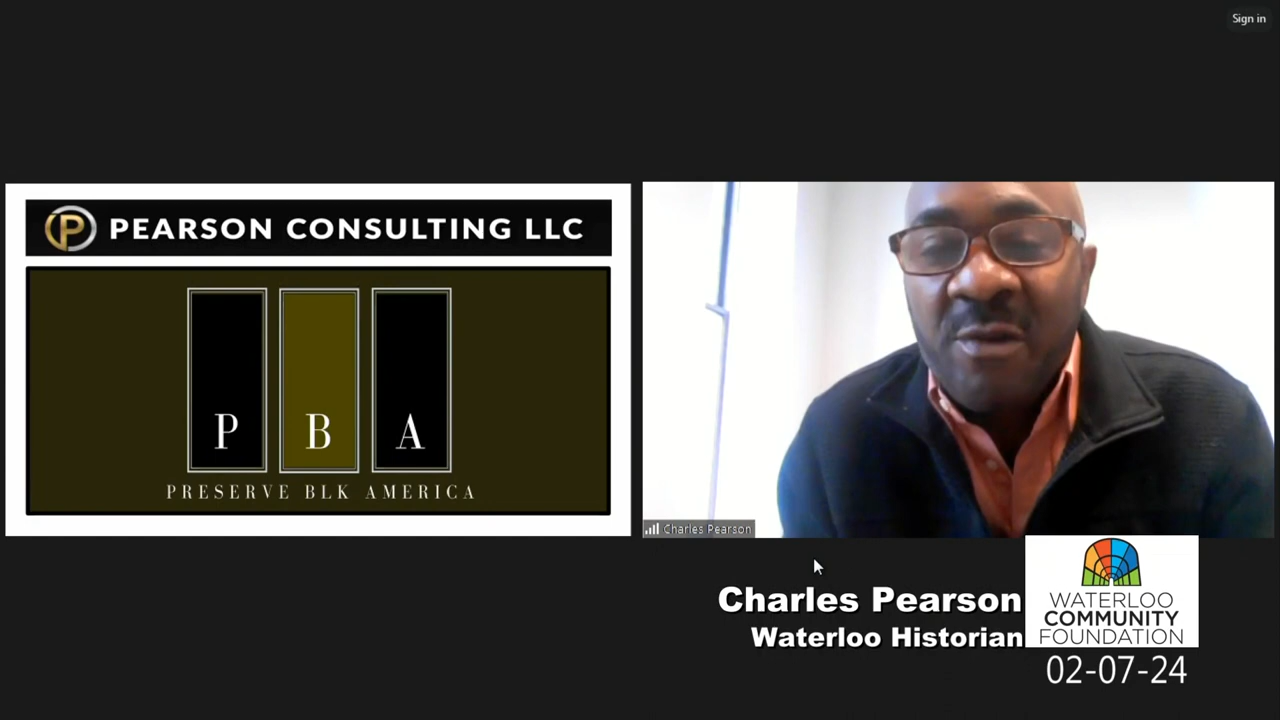 Sign in
P PEARSON CONSULTING LLC
P B A
PRESERVE BLK AMERICA
Charles Pearson
Charles Pearson
Waterloo Historian
WATERLOO
COMMUNITY
FOUNDATION
02-07-24